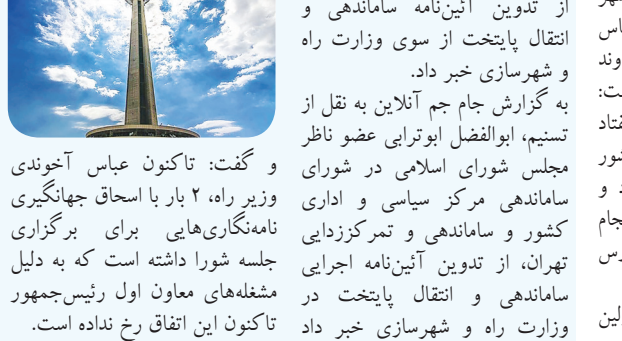 از تدوین آئین‌نامه ساماندهی و
انتقال پایتخت از سوی وزارت راه
و شهرسازی خبر داد.
به گزارش جام جم آنلاین به نقل از
تسنیم، ابوالفضل ابوترابی عضو ناظر
مجلس شورای اسلامی در شورای
ساماندهی مرکز سیاسی و اداری
کشور و ساماندهی و تمرکززدایی
تهران، از تدوین آئین‌نامه اجرایی
ساماندهی و انتقال پایتخت در
وزارت راه و شهرسازی خبر داد
و گفت: تاکنون عباس آخوندی
وزیر راه، ۲ بار با اسحاق جهانگیری
نامه‌نگاری‌هایی برای برگزاری
جلسه شورا داشته است که به دلیل
مشغله‌های معاون اول رئیس‌جمهور
تاکنون این اتفاق رخ نداده است.